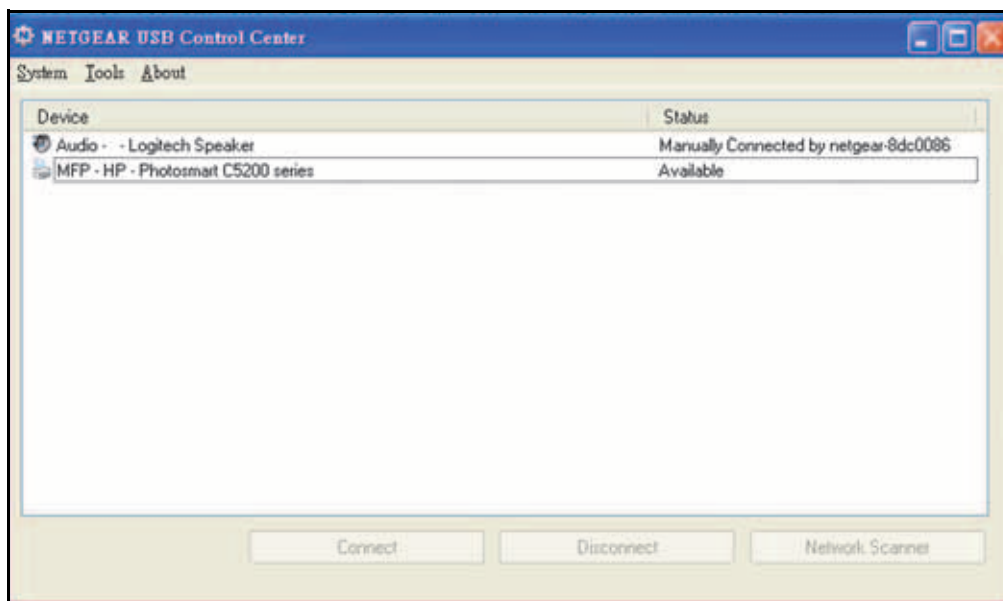 NETGEAR USB Control Center
System Tools About
Device Status
Audio - - Logitech Speaker Manually Connected by netgear-8dc0086
MFP - HP - Photosmart C5200 series Available
Connect Disconnect Network Scanner